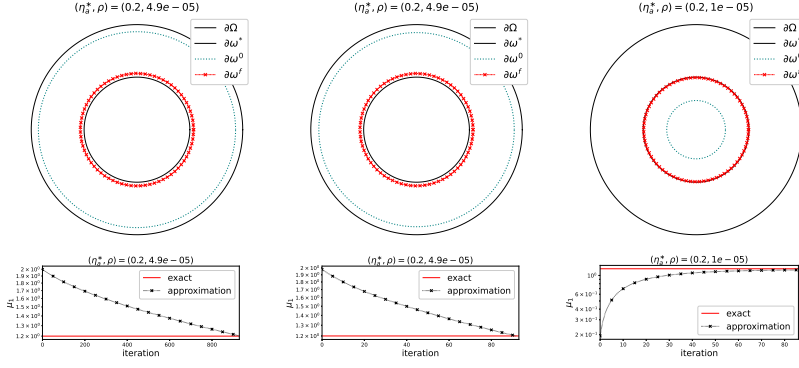 (η*ₐ, ρ) = (0.2, 4.9e − 05)
∂Ω
∂ω*
∂ω⁰
∂ωᶠ
(η*ₐ, ρ) = (0.2, 4.9e − 05)
∂Ω
∂ω*
∂ω⁰
∂ωᶠ
(η*ₐ, ρ) = (0.2, 1e − 05)
∂Ω
(η*ₐ, ρ) = (0.2, 4.9e − 05)
2 × 10⁰
1.9 × 10⁰
1.8 × 10⁰
1.7 × 10⁰
1.6 × 10⁰
1.5 × 10⁰
1.4 × 10⁰
1.3 × 10⁰
1.2 × 10⁰
μ₁
exact
approximation
0 200 400 600 800
iteration
(η*ₐ, ρ) = (0.2, 4.9e − 05)
2 × 10⁰
1.9 × 10⁰
1.8 × 10⁰
1.7 × 10⁰
1.6 × 10⁰
1.5 × 10⁰
1.4 × 10⁰
1.3 × 10⁰
1.2 × 10⁰
μ₁
exact
approximation
0 20 40 60 80
iteration
(η*ₐ, ρ) = (0.2, 1e − 05)
10⁰
6 × 10⁻¹
4 × 10⁻¹
3 × 10⁻¹
2 × 10⁻¹
μ₁
exact
approximation
0 10 20 30 40 50 60 70 80
iteration